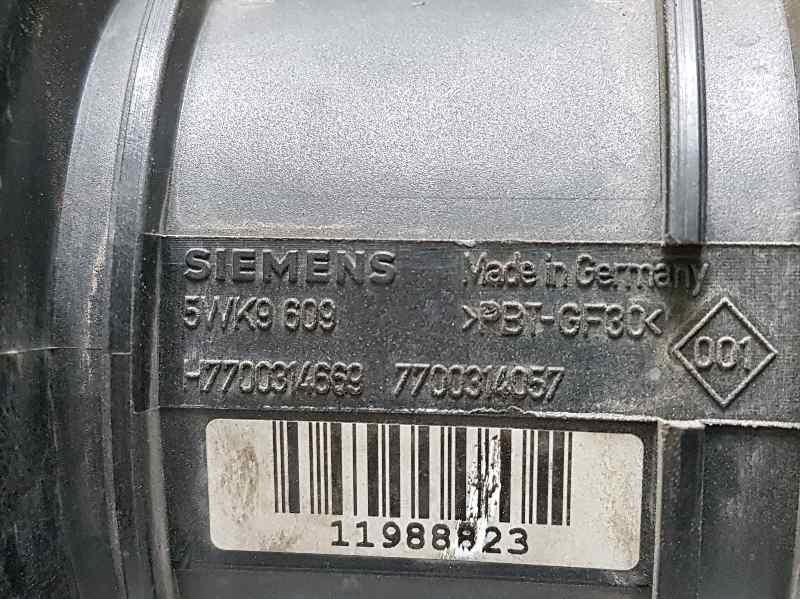 SIEMENS
Made in Germany
5WK9 609
>PBT-GF30<
001
H7700314669 7700314057
11988823